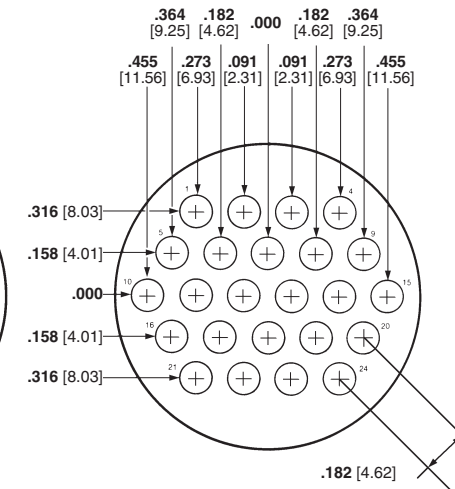 .364 .182 .000 .182 .364
[9.25] [4.62] [4.62] [9.25]
.455 .273 .091 .091 .273 .455
[11.56] [6.93] [2.31] [2.31] [6.93] [11.56]
1 4
.316 [8.03]
5 9
.158 [4.01]
10 15
.000
16 20
.158 [4.01]
21 24
.316 [8.03]
.182 [4.62]